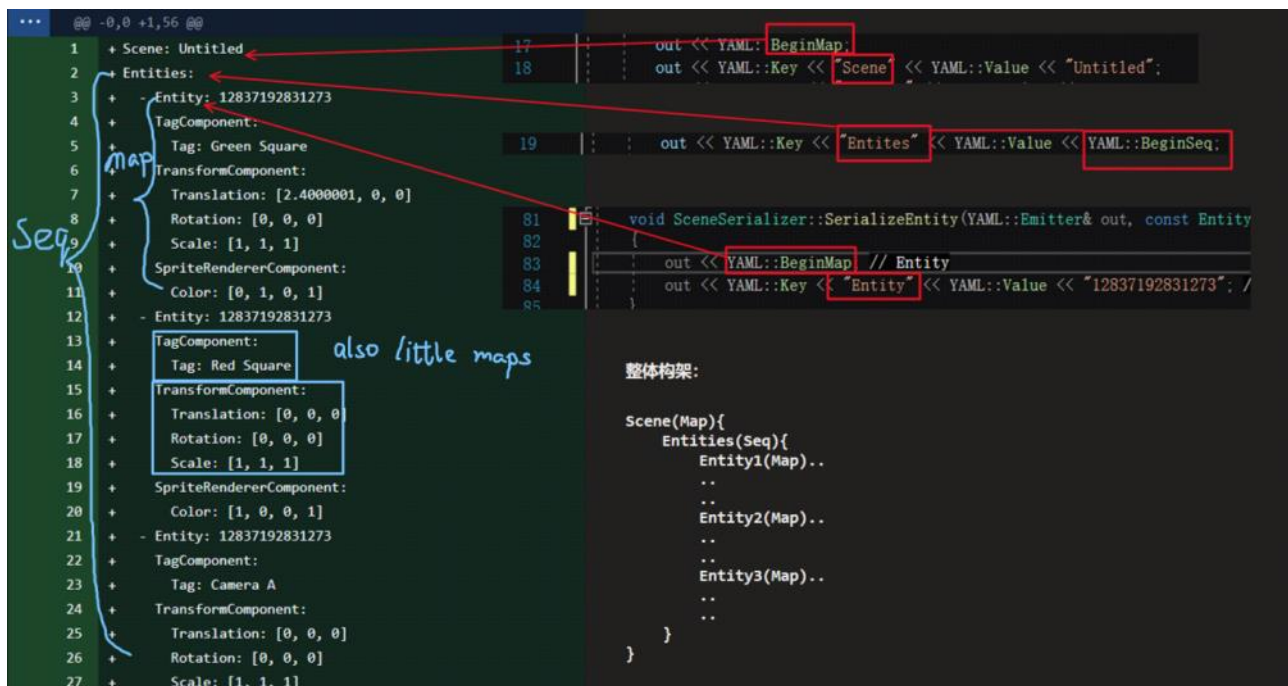 ... @@ -0,0 +1,56 @@
1 + Scene: Untitled
2 + Entities:
3 + - Entity: 12837192831273
4 + TagComponent:
5 + Tag: Green Square
6 + TransformComponent:
7 + Translation: [2.4000001, 0, 0]
8 + Rotation: [0, 0, 0]
9 + Scale: [1, 1, 1]
10 + SpriteRendererComponent:
11 + Color: [0, 1, 0, 1]
12 + - Entity: 12837192831273
13 + TagComponent:
14 + Tag: Red Square
15 + TransformComponent:
16 + Translation: [0, 0, 0]
17 + Rotation: [0, 0, 0]
18 + Scale: [1, 1, 1]
19 + SpriteRendererComponent:
20 + Color: [1, 0, 0, 1]
21 + - Entity: 12837192831273
22 + TagComponent:
23 + Tag: Camera A
24 + TransformComponent:
25 + Translation: [0, 0, 0]
26 + Rotation: [0, 0, 0]
27 + Scale: [1, 1, 1]
map
Seq
also little maps
17 out << YAML::BeginMap;
18 out << YAML::Key << "Scene" << YAML::Value << "Untitled";
19 out << YAML::Key << "Entites" << YAML::Value << YAML::BeginSeq;
81 void SceneSerializer::SerializeEntity(YAML::Emitter& out, const Entity
82 {
83 out << YAML::BeginMap // Entity
84 out << YAML::Key << "Entity" << YAML::Value << "12837192831273"; /
85 }
整体构架:
Scene(Map){
Entities(Seq){
Entity1(Map)..
..
..
Entity2(Map)..
..
..
Entity3(Map)..
..
..
}
}